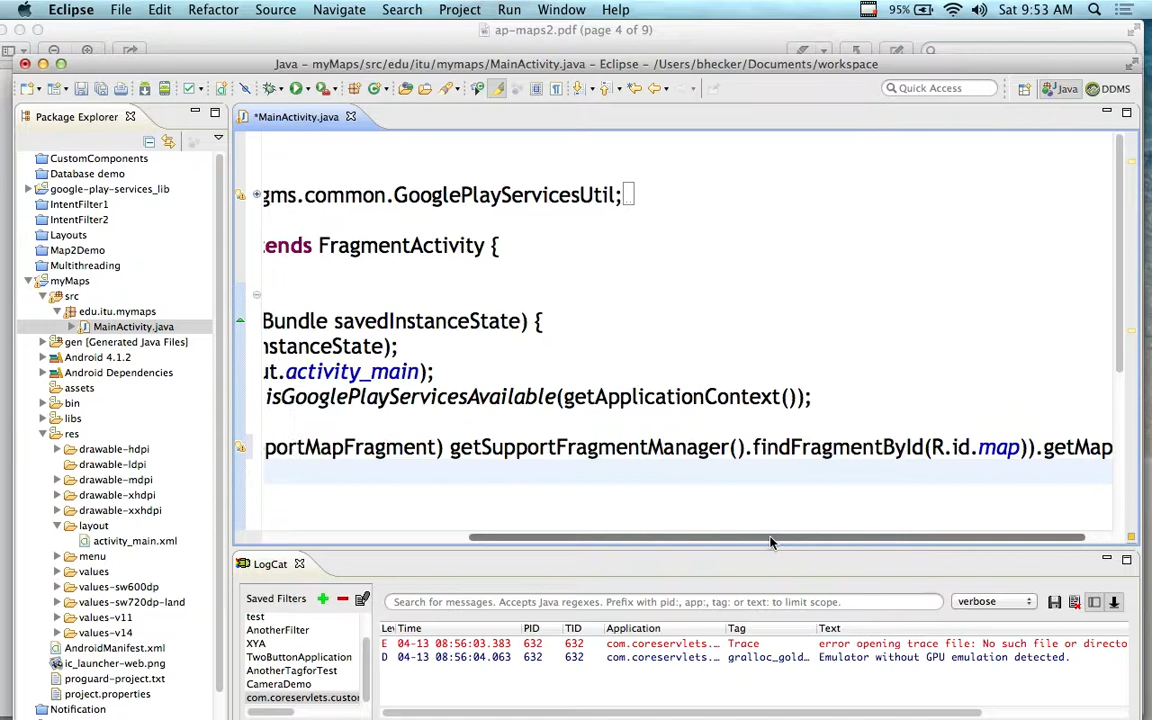 Eclipse File Edit Refactor Source Navigate Search Project Run Window Help 95% Sat 9:53 AM
ap-maps2.pdf (page 4 of 9)
Java – myMaps/src/edu/itu/mymaps/MainActivity.java – Eclipse – /Users/bhecker/Documents/workspace
Quick Access Java DDMS
Package Explorer
CustomComponents
Database demo
google-play-services_lib
IntentFilter1
IntentFilter2
Layouts
Map2Demo
Multithreading
myMaps
src
edu.itu.mymaps
MainActivity.java
gen [Generated Java Files]
Android 4.1.2
Android Dependencies
assets
bin
libs
res
drawable-hdpi
drawable-ldpi
drawable-mdpi
drawable-xhdpi
drawable-xxhdpi
layout
activity_main.xml
menu
values
values-sw600dp
values-sw720dp-land
values-v11
values-v14
AndroidManifest.xml
ic_launcher-web.png
proguard-project.txt
project.properties
Notification
*MainActivity.java
gms.common.GooglePlayServicesUtil;
tends FragmentActivity {
Bundle savedInstanceState) {
nstanceState);
ut.activity_main);
isGooglePlayServicesAvailable(getApplicationContext());
portMapFragment) getSupportFragmentManager().findFragmentById(R.id.map)).getMap
LogCat
Saved Filters
test
AnotherFilter
XYA
TwoButtonApplication
AnotherTagforTest
CameraDemo
com.coreservlets.custo
Search for messages. Accepts Java regexes. Prefix with pid:, app:, tag: or text: to limit scope. verbose
Le Time PID TID Application Tag Text
E 04-13 08:56:03.383 632 632 com.coreservlets.... Trace error opening trace file: No such file or directo
D 04-13 08:56:04.063 632 632 com.coreservlets.... gralloc_gold... Emulator without GPU emulation detected.